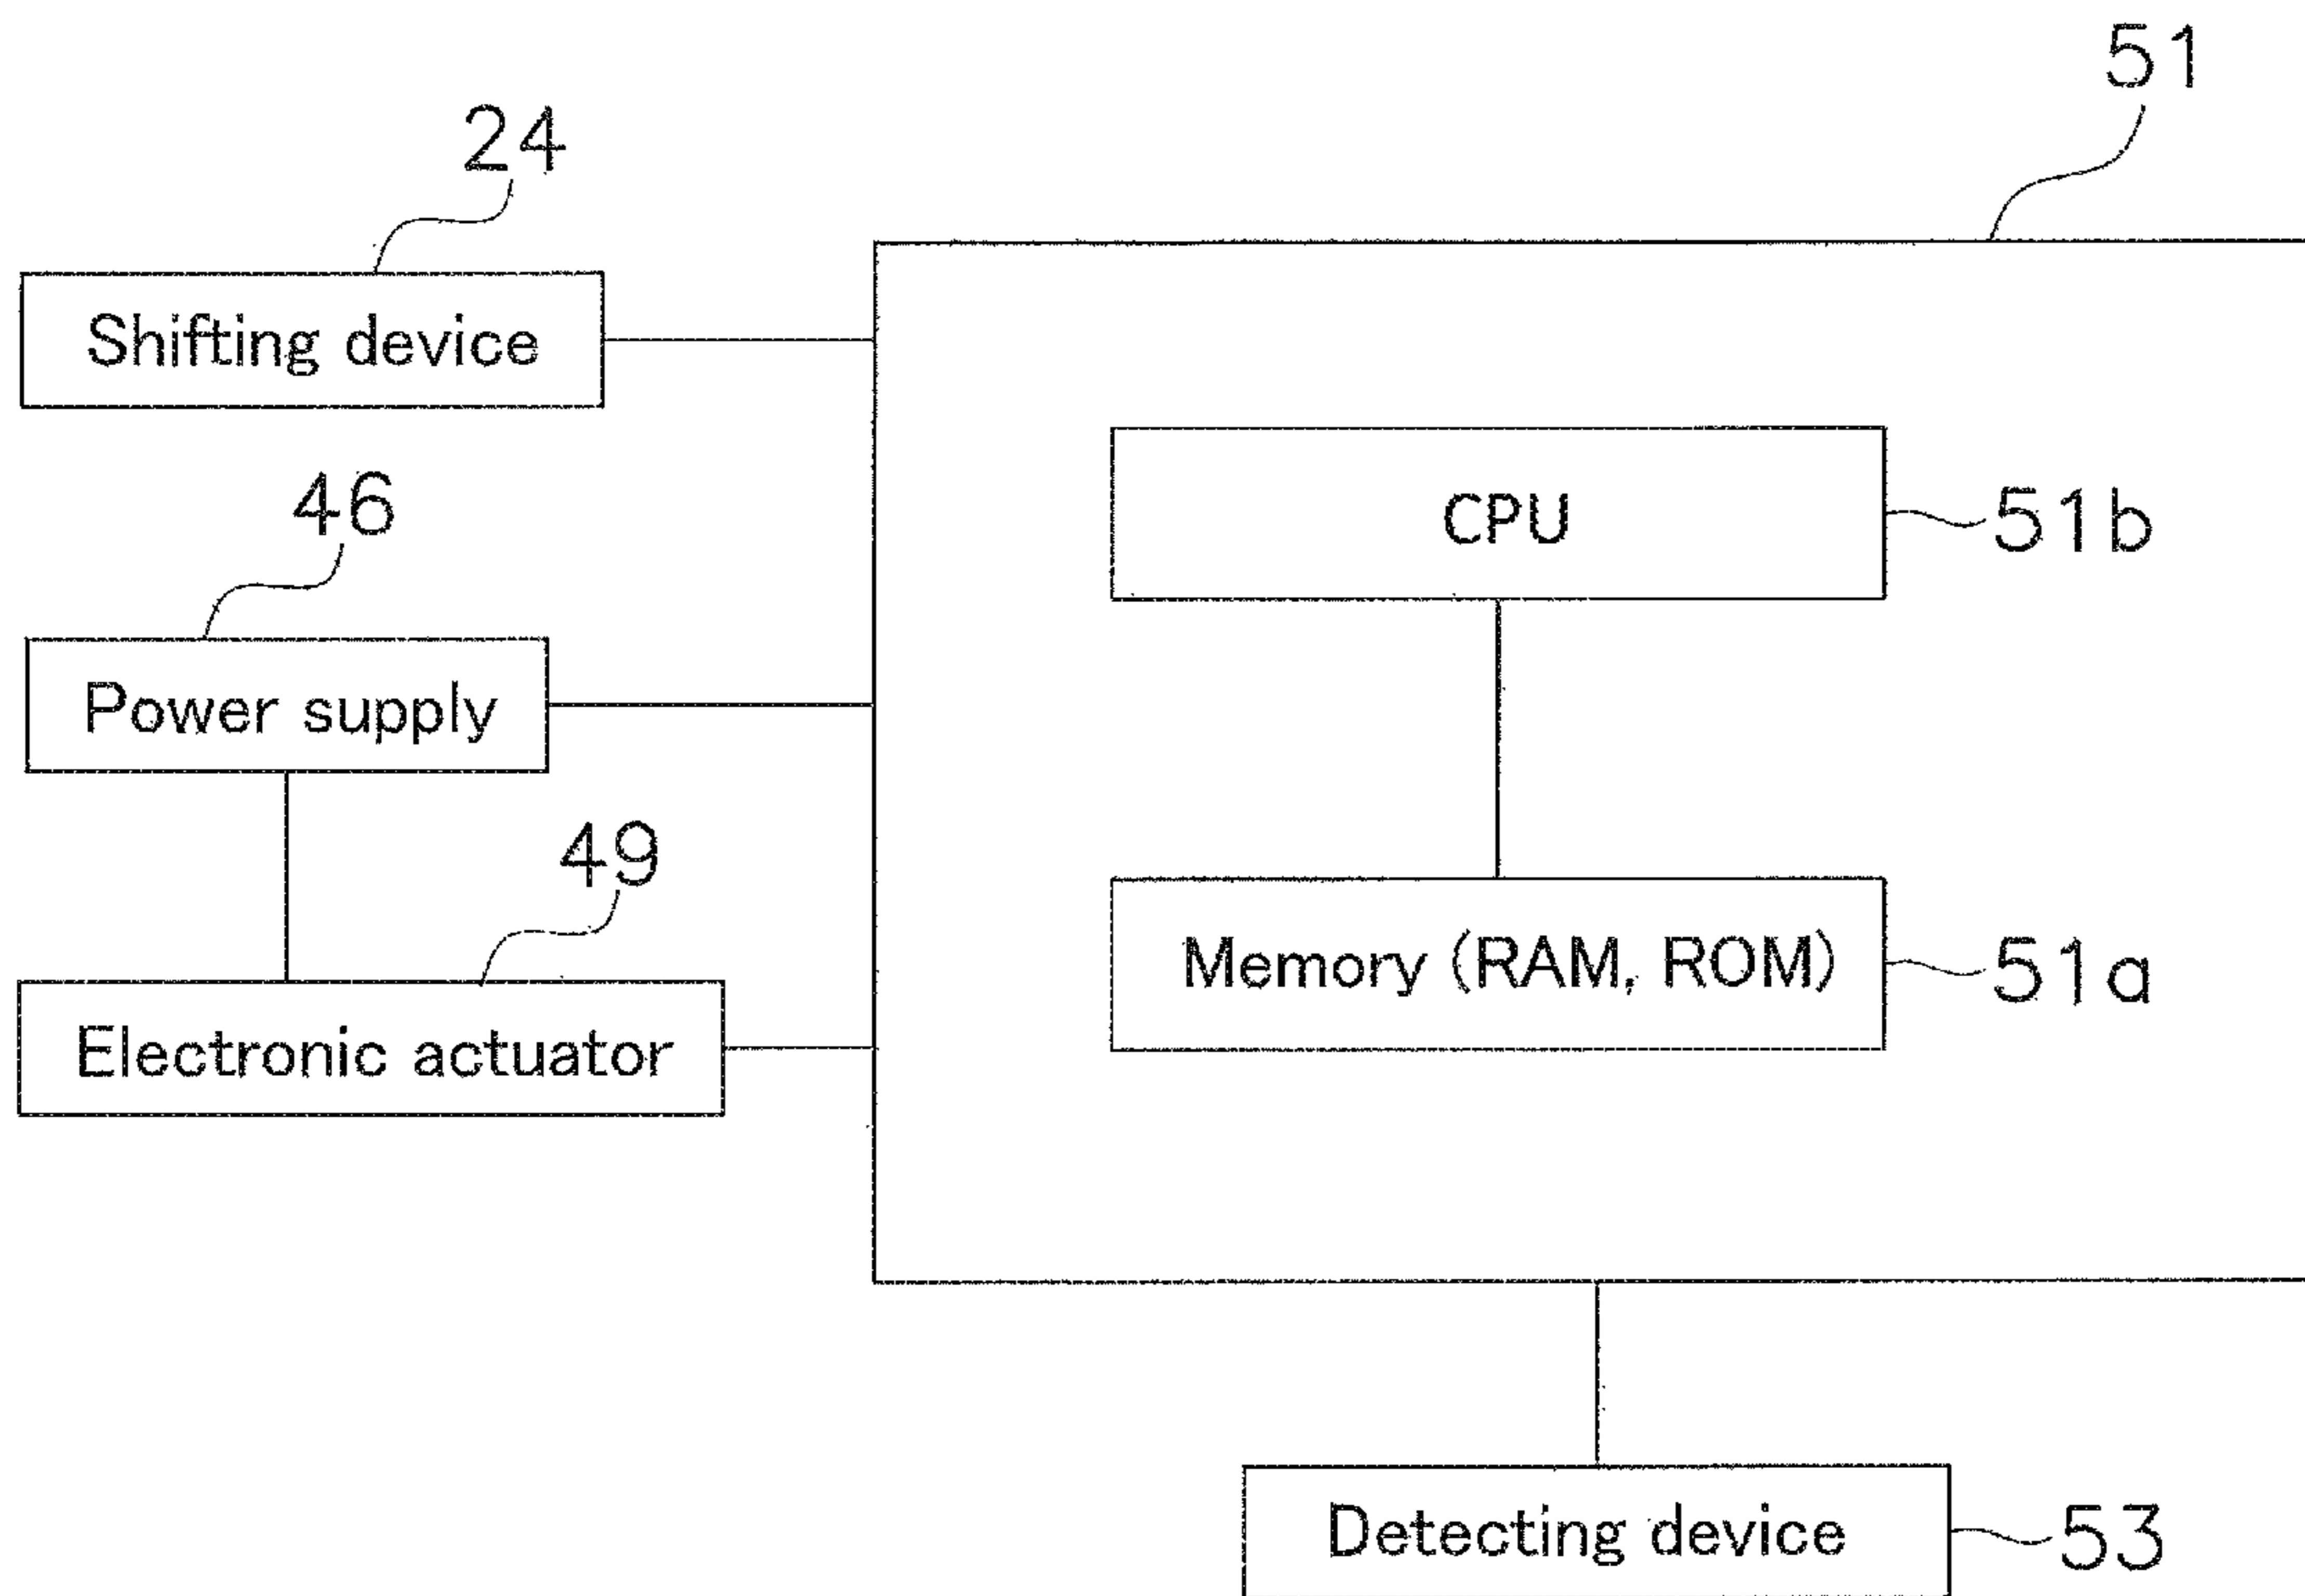 51
24
Shifting device
CPU
51b
46
Power supply
49
Memory (RAM, ROM)
51a
Electronic actuator
Detecting device
53